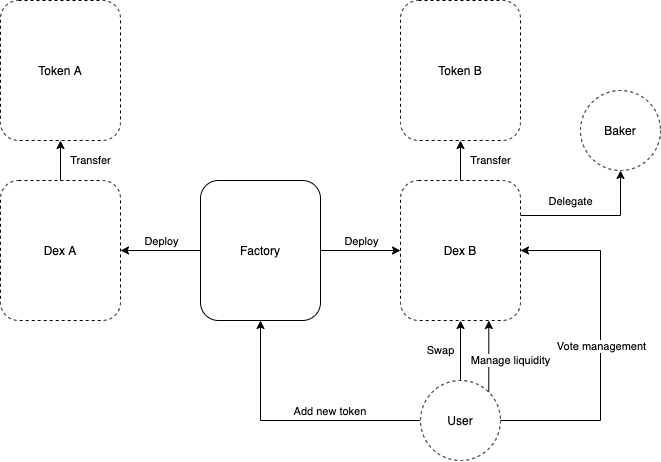 Token A
Token B
Baker
Transfer
Transfer
Delegate
Deploy
Deploy
Dex A
Factory
Dex B
Vote management
Swap
Manage liquidity
Add new token
User